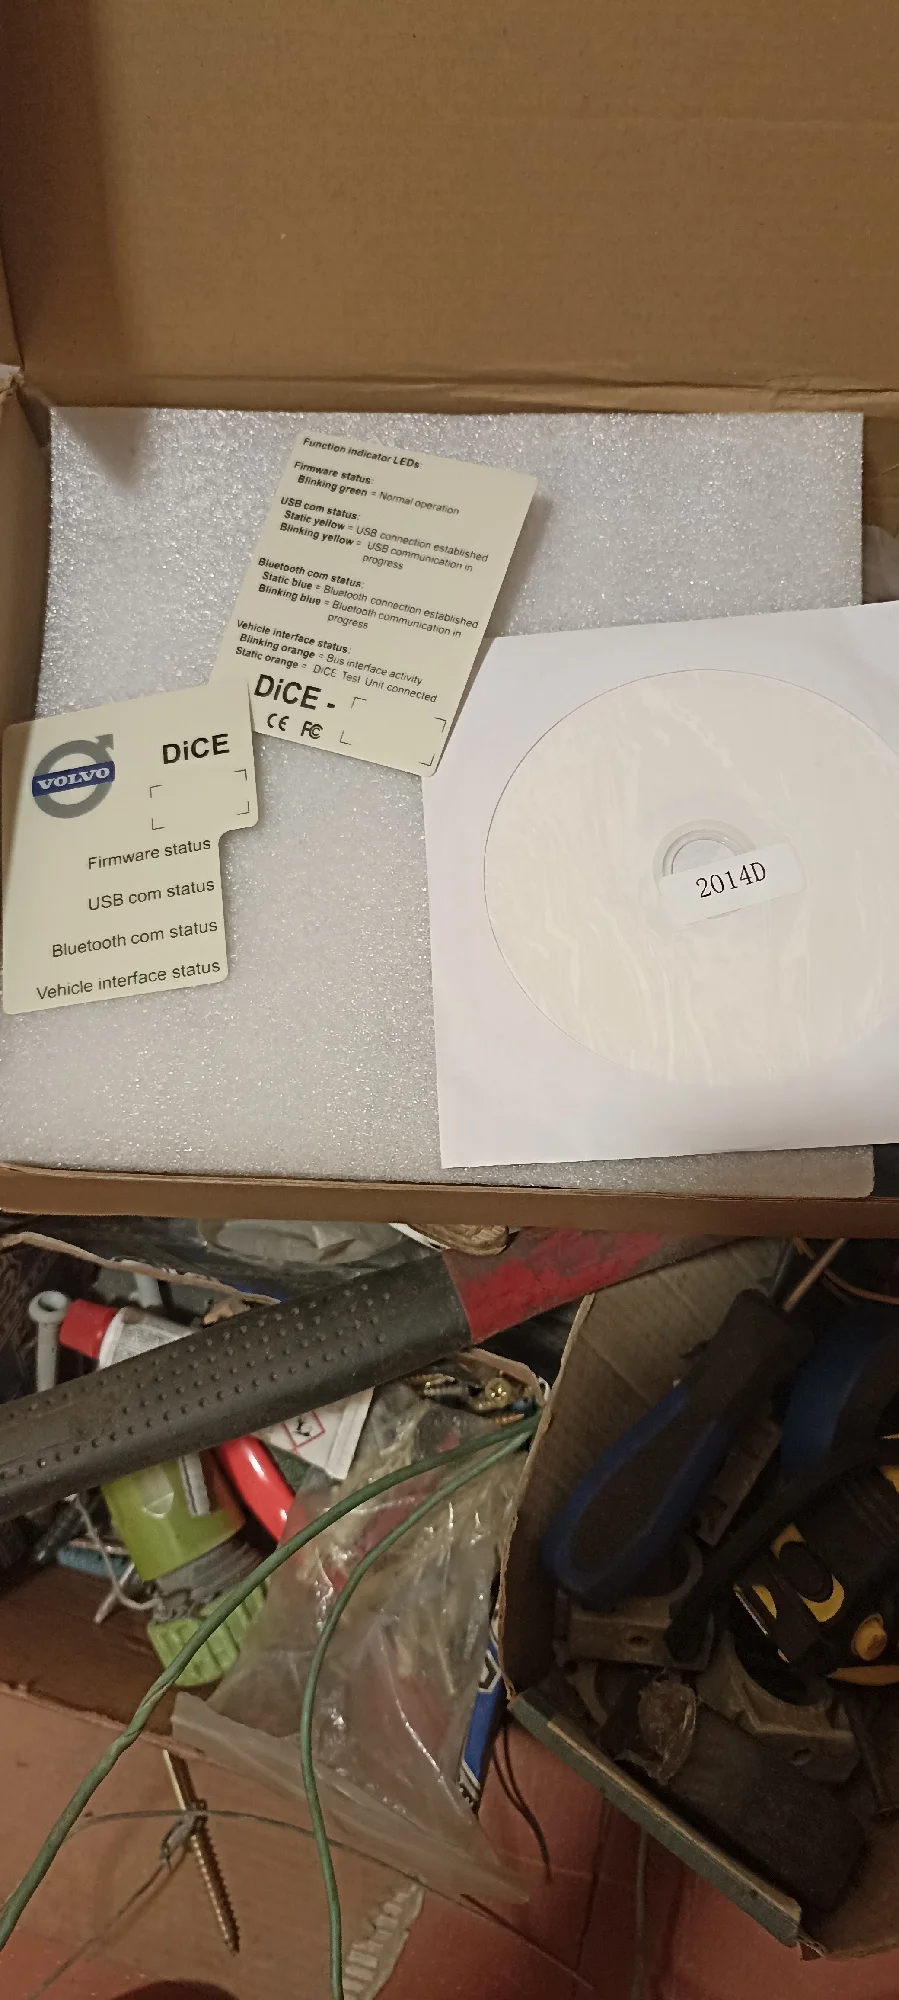 Function indicator LEDs:
Firmware status:
Blinking green = Normal operation
USB com status:
Static yellow = USB connection established
Blinking yellow = USB communication in
progress
Bluetooth com status:
Static blue = Bluetooth connection established
Blinking blue = Bluetooth communication in
progress
Vehicle interface status:
Blinking orange = Bus interface activity
Static orange = DiCE Test Unit connected
DiCE -
CE FC
VOLVO
DiCE
Firmware status
USB com status
Bluetooth com status
Vehicle interface status
2014D